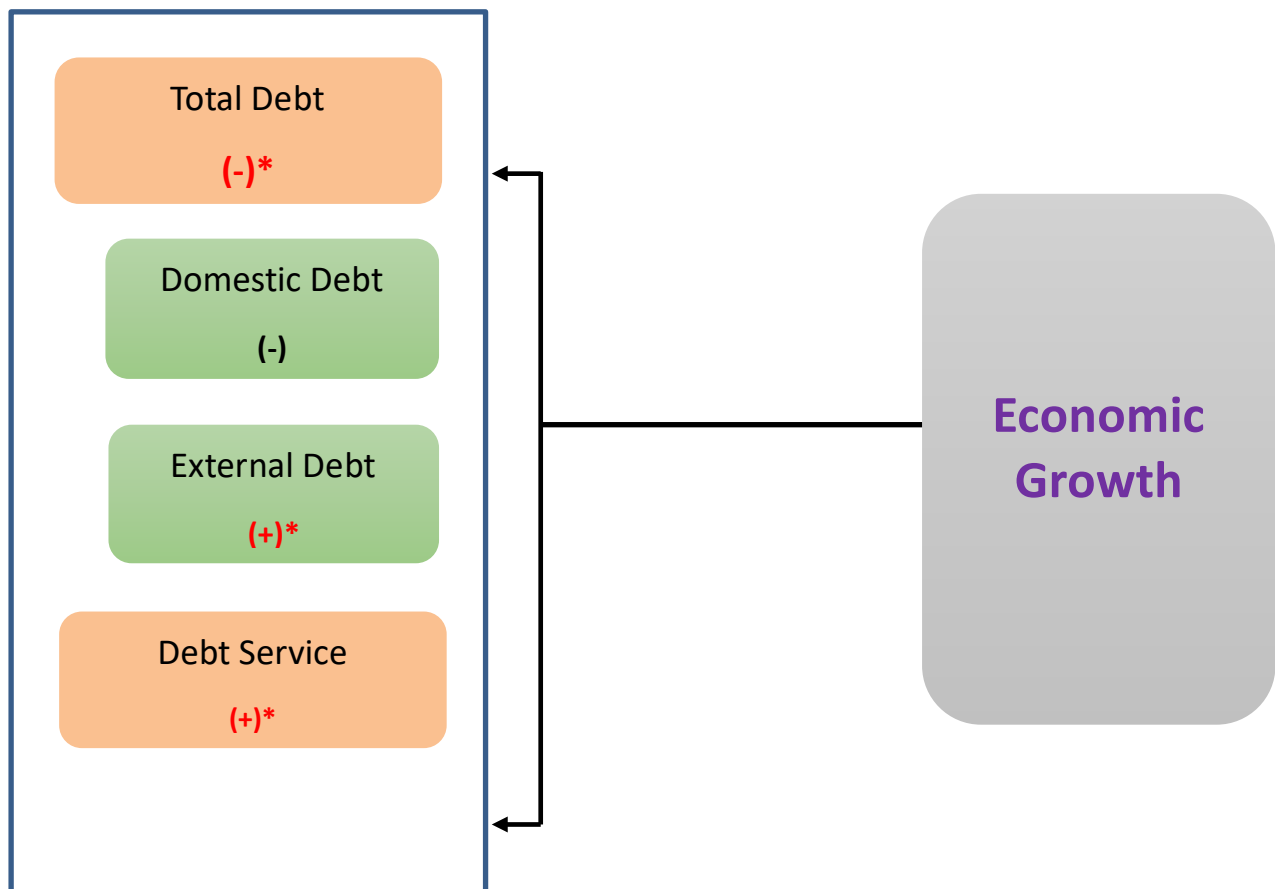 Total Debt
(-)*
Domestic Debt
(-)
External Debt
(+)*
Debt Service
(+)*
Economic
Growth